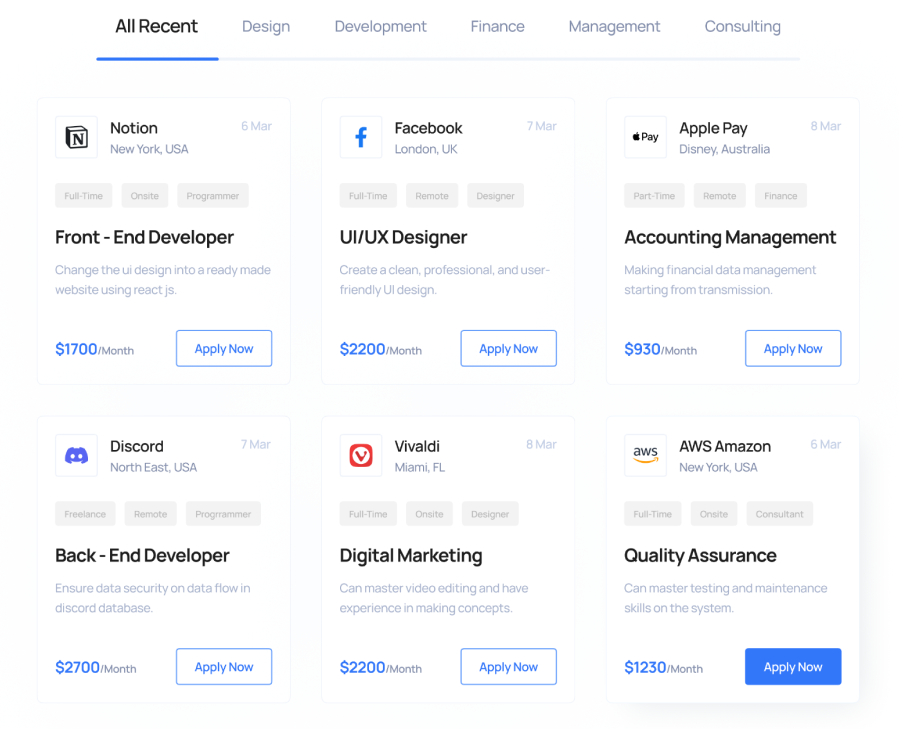 All Recent Design Development Finance Management Consulting
Notion 6 Mar
New York, USA
Full-Time Onsite Programmer
Front - End Developer
Change the ui design into a ready made
website using react js.
$1700/Month Apply Now
Facebook 7 Mar
London, UK
Full-Time Remote Designer
UI/UX Designer
Create a clean, professional, and user-
friendly UI design.
$2200/Month Apply Now
Pay
Apple Pay 8 Mar
Disney, Australia
Part-Time Remote Finance
Accounting Management
Making financial data management
starting from transmission.
$930/Month Apply Now
Discord 7 Mar
North East, USA
Freelance Remote Progrrammer
Back - End Developer
Ensure data security on data flow in
discord database.
$2700/Month Apply Now
Vivaldi 8 Mar
Miami, FL
Full-Time Onsite Designer
Digital Marketing
Can master video editing and have
experience in making concepts.
$2200/Month Apply Now
aws
AWS Amazon 6 Mar
New York, USA
Full-Time Onsite Consultant
Quality Assurance
Can master testing and maintenance
skills on the system.
$1230/Month Apply Now